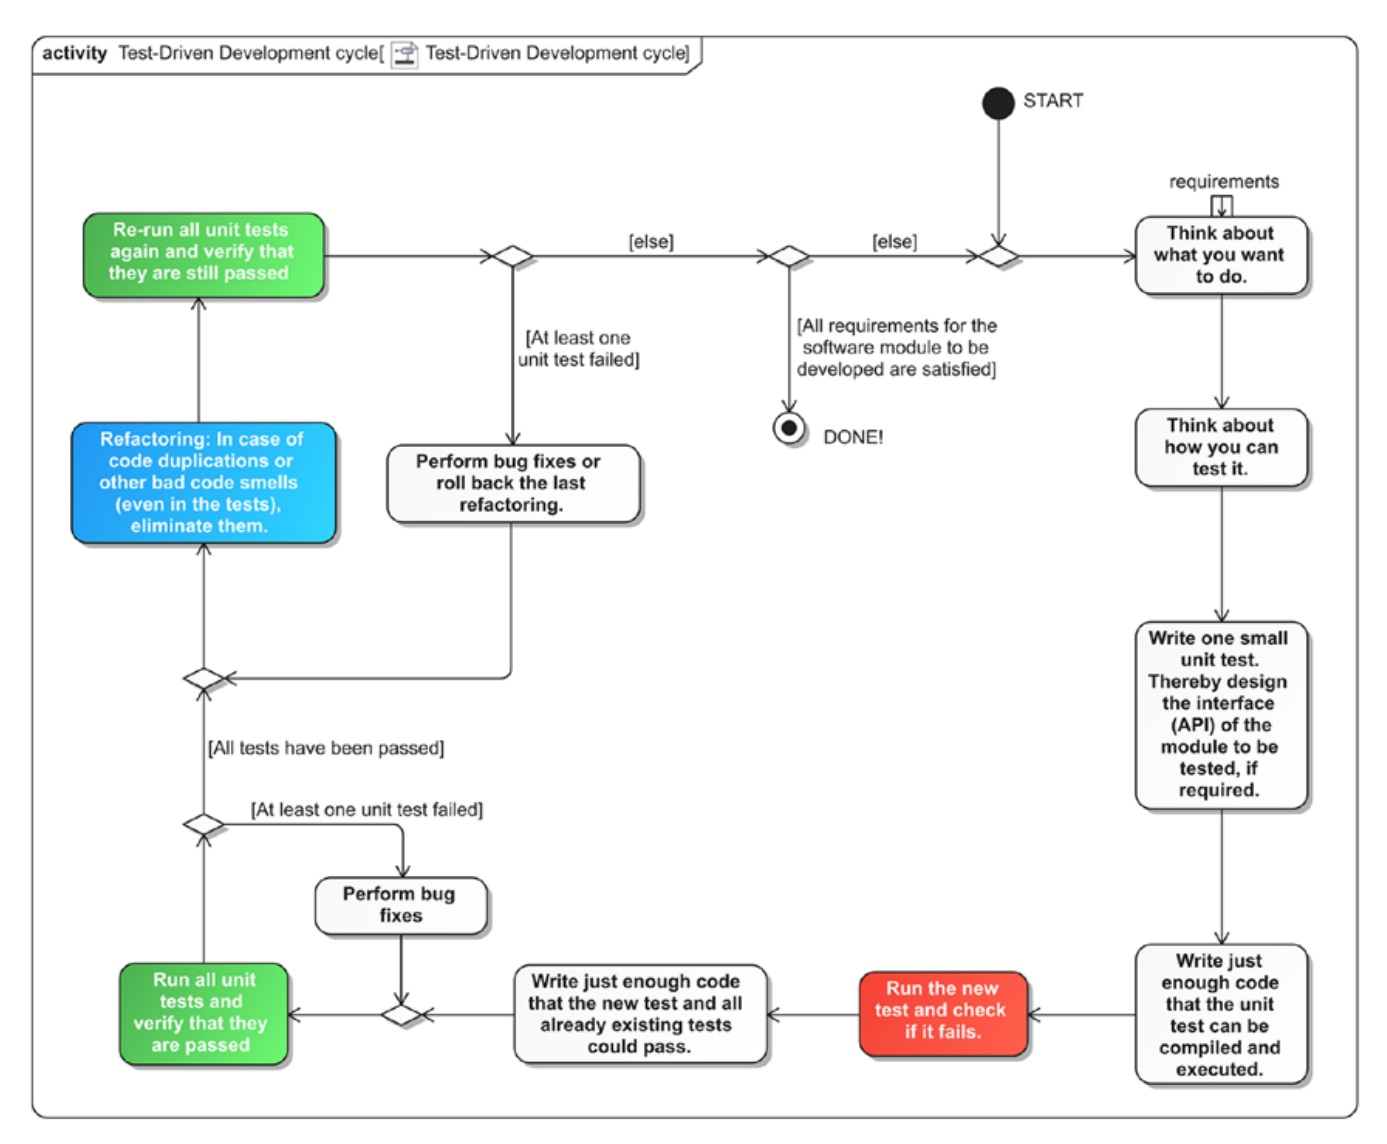 activity Test-Driven Development cycle[ Test-Driven Development cycle]
START
requirements
Think about
what you want
to do.
Re-run all unit tests
again and verify that
they are still passed
[else]
[else]
[At least one
unit test failed]
[All requirements for the
software module to be
developed are satisfied]
DONE!
Think about
how you can
test it.
Refactoring: In case of
code duplications or
other bad code smells
(even in the tests),
eliminate them.
Perform bug fixes or
roll back the last
refactoring.
Write one small
unit test.
Thereby design
the interface
(API) of the
module to be
tested, if
required.
[All tests have been passed]
[At least one unit test failed]
Perform bug
fixes
Run all unit
tests and
verify that they
are passed
Write just enough code
that the new test and all
already existing tests
could pass.
Run the new
test and check
if it fails.
Write just
enough code
that the unit
test can be
compiled and
executed.